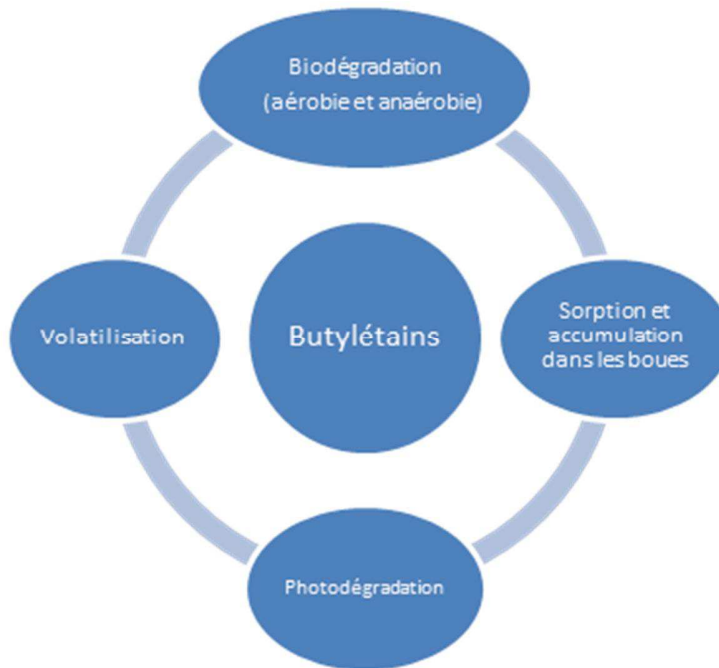 Biodégradation
(aérobie et anaérobie)
Volatilisation
Butylétains
Sorption et
accumulation
dans les boues
Photodégradation